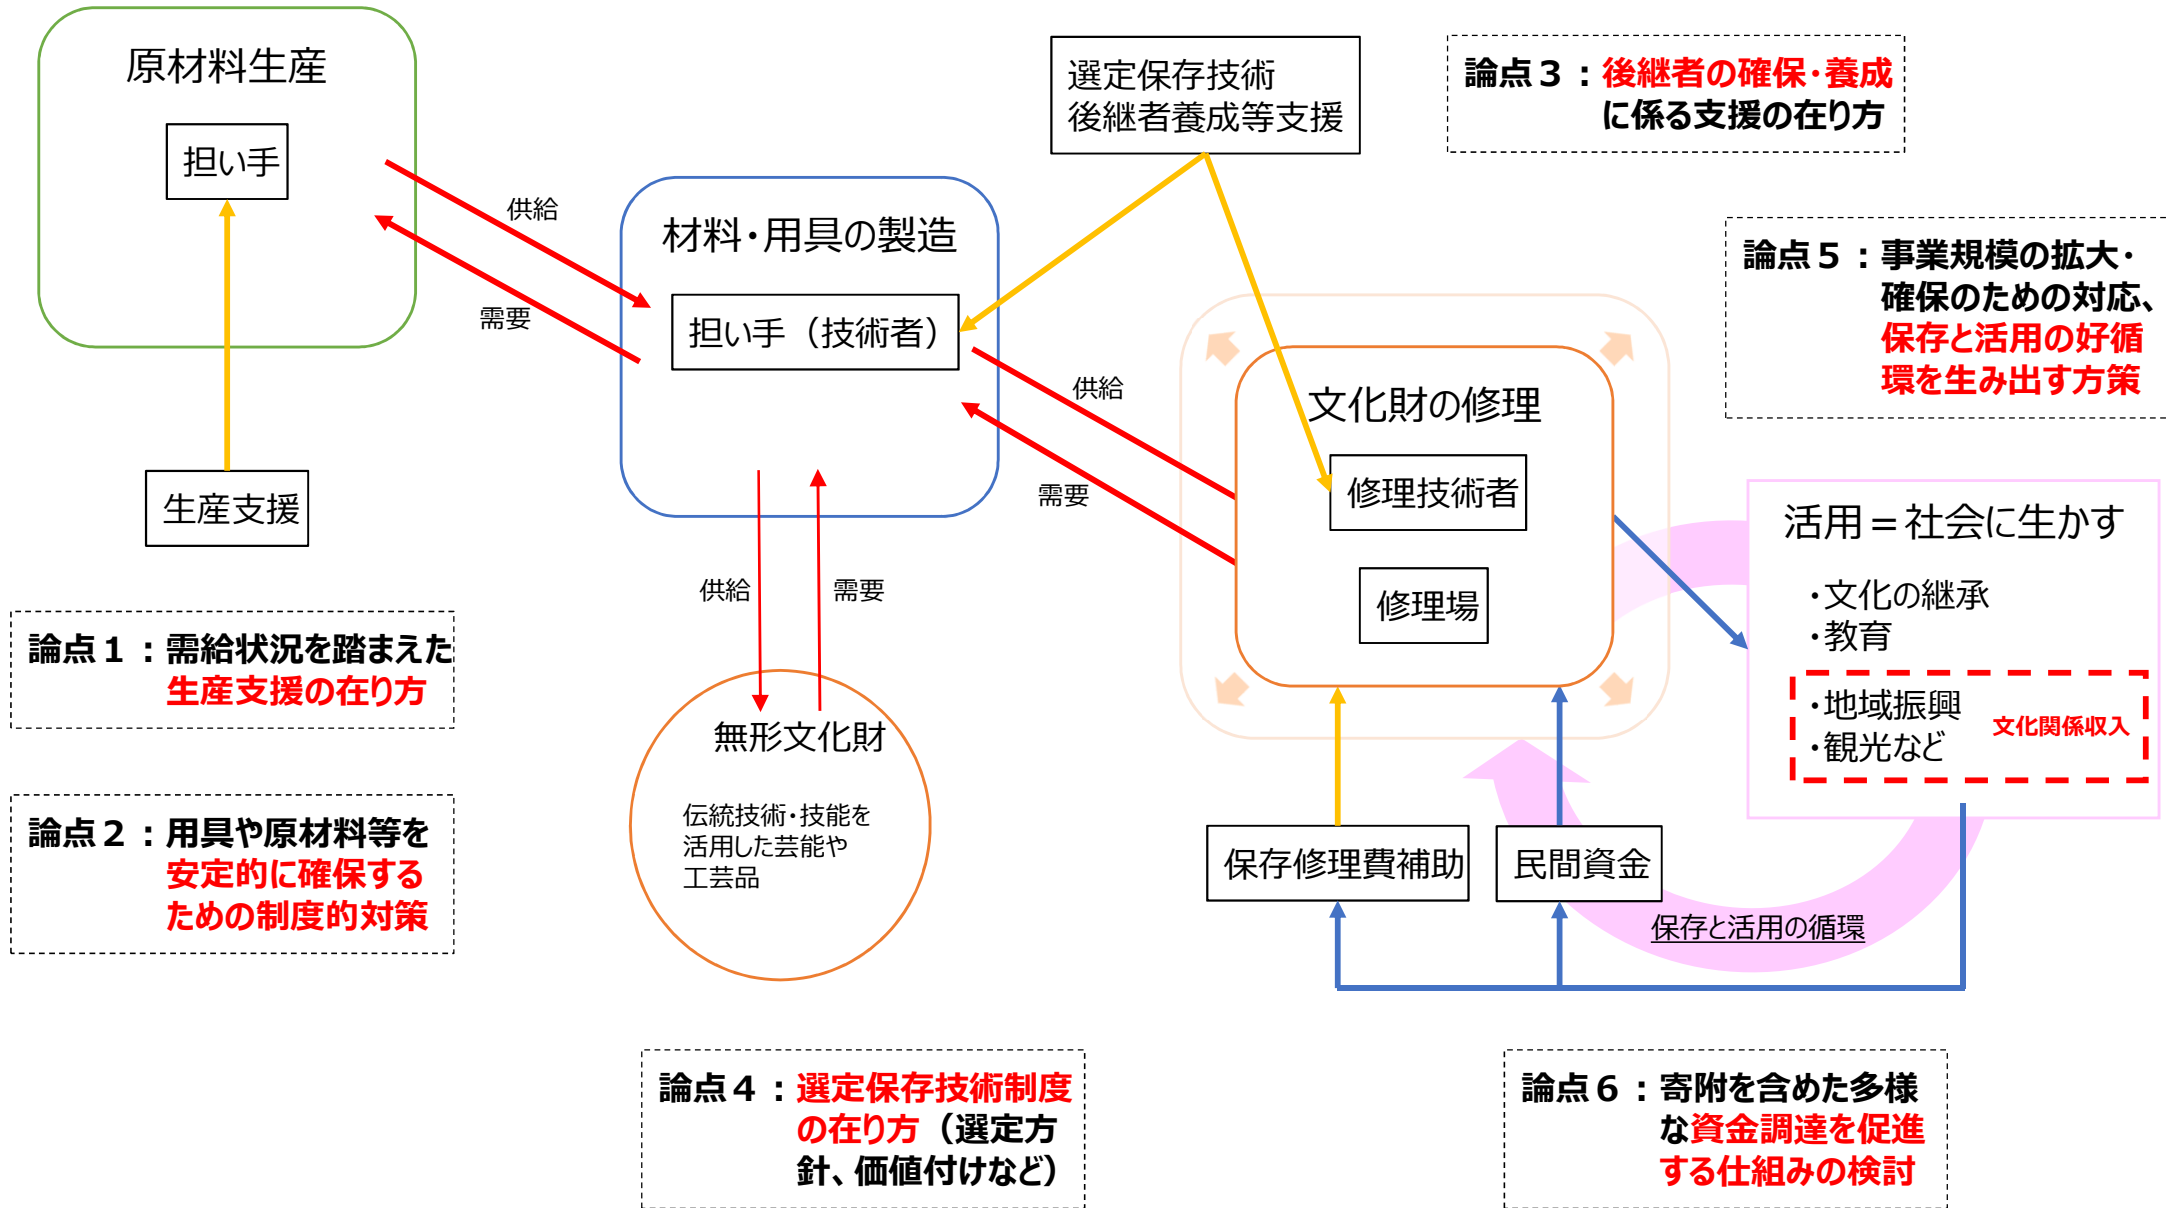 原材料生産
担い手
生産支援
供給
需要
材料・用具の製造
担い手（技術者）
選定保存技術
後継者養成等支援
論点３：後継者の確保・養成
に係る支援の在り方
供給
需要
文化財の修理
修理技術者
修理場
論点５：事業規模の拡大・
確保のための対応、
保存と活用の好循
環を生み出す方策
活用＝社会に生かす
・文化の継承
・教育
・地域振興
・観光など
文化関係収入
供給
需要
無形文化財
伝統技術・技能を
活用した芸能や
工芸品
論点１：需給状況を踏まえた
生産支援の在り方
論点２：用具や原材料等を
安定的に確保する
ための制度的対策
保存修理費補助
民間資金
保存と活用の循環
論点４：選定保存技術制度
の在り方（選定方
針、価値付けなど）
論点６：寄附を含めた多様
な資金調達を促進
する仕組みの検討